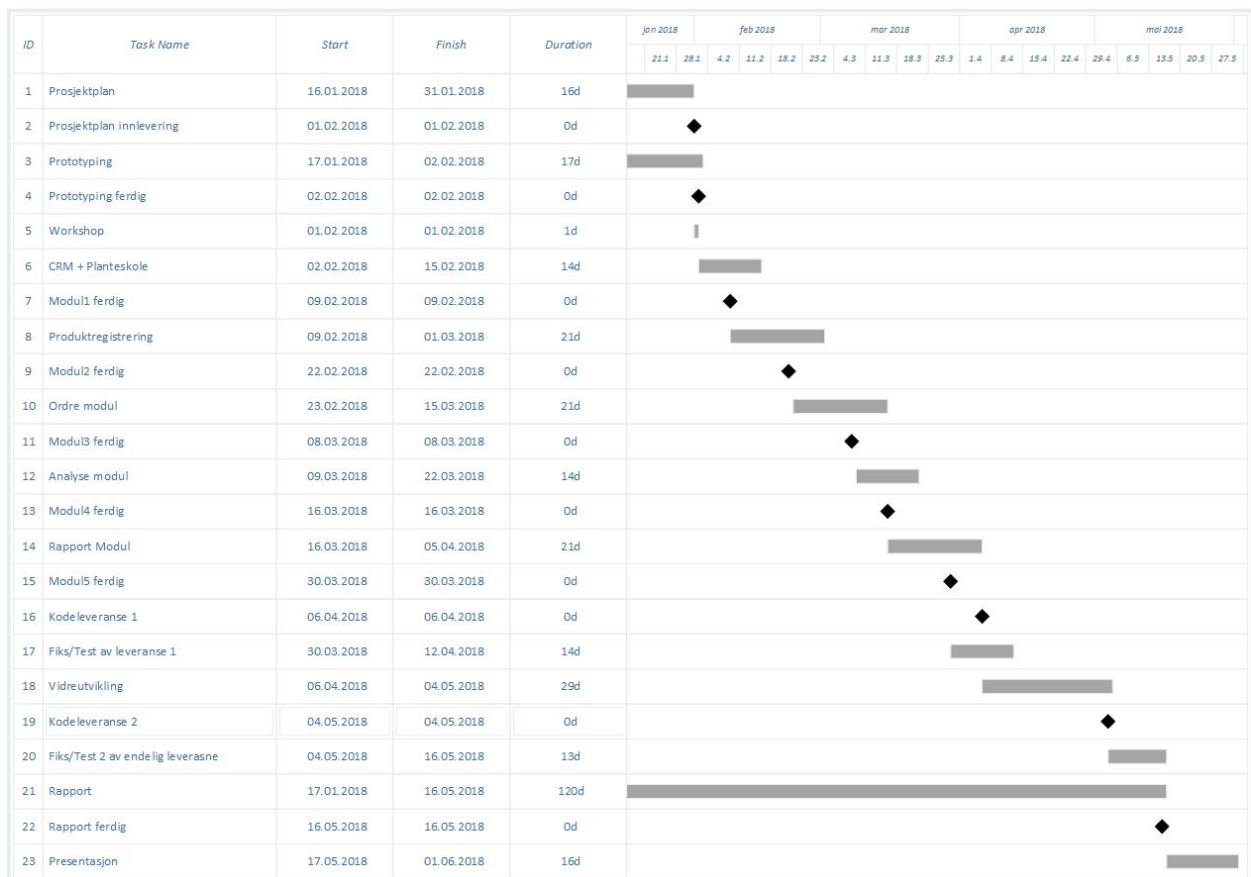 ID Task Name Start Finish Duration jan 2018 feb 2018 mar 2018 apr 2018 mai 2018
21.1 28.1 4.2 11.2 18.2 25.2 4.3 11.3 18.3 25.3 1.4 8.4 15.4 22.4 29.4 6.5 13.5 20.5 27.5
1 Prosjektplan 16.01.2018 31.01.2018 16d
2 Prosjektplan innlevering 01.02.2018 01.02.2018 0d
3 Prototyping 17.01.2018 02.02.2018 17d
4 Prototyping ferdig 02.02.2018 02.02.2018 0d
5 Workshop 01.02.2018 01.02.2018 1d
6 CRM + Planteskole 02.02.2018 15.02.2018 14d
7 Modul1 ferdig 09.02.2018 09.02.2018 0d
8 Produktregistrering 09.02.2018 01.03.2018 21d
9 Modul2 ferdig 22.02.2018 22.02.2018 0d
10 Ordre modul 23.02.2018 15.03.2018 21d
11 Modul3 ferdig 08.03.2018 08.03.2018 0d
12 Analyse modul 09.03.2018 22.03.2018 14d
13 Modul4 ferdig 16.03.2018 16.03.2018 0d
14 Rapport Modul 16.03.2018 05.04.2018 21d
15 Modul5 ferdig 30.03.2018 30.03.2018 0d
16 Kodeleveranse 1 06.04.2018 06.04.2018 0d
17 Fiks/Test av leveranse 1 30.03.2018 12.04.2018 14d
18 Vidreutvikling 06.04.2018 04.05.2018 29d
19 Kodeleveranse 2 04.05.2018 04.05.2018 0d
20 Fiks/Test 2 av endelig leverasne 04.05.2018 16.05.2018 13d
21 Rapport 17.01.2018 16.05.2018 120d
22 Rapport ferdig 16.05.2018 16.05.2018 0d
23 Presentasjon 17.05.2018 01.06.2018 16d